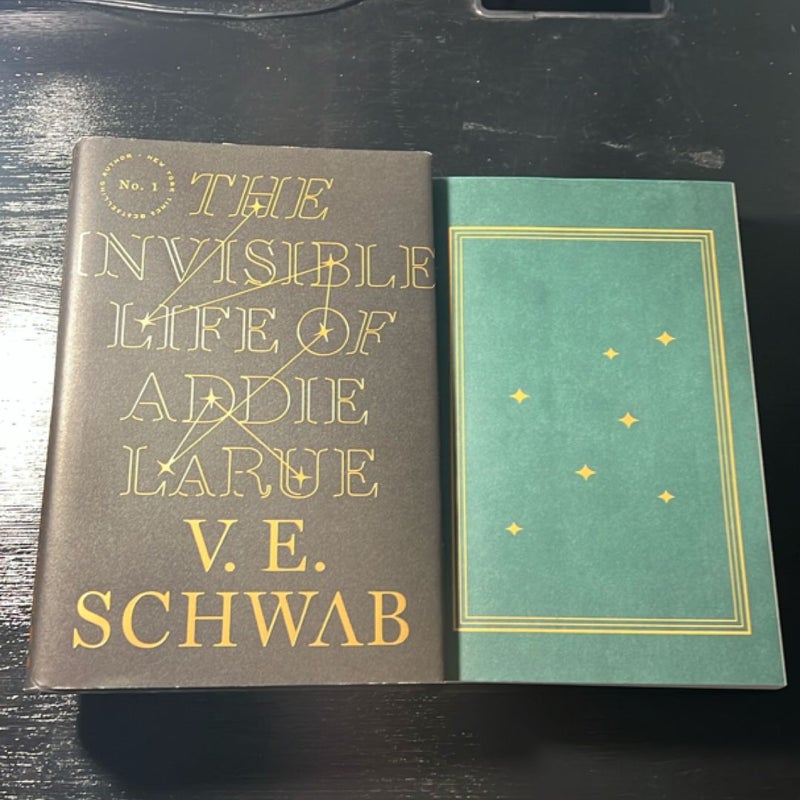 AUTHOR • NEW YORK TIMES BESTSELLING
No. 1
THE
INVISIBLE
LIFE OF
ADDIE
LARUE
V. E.
SCHWAB